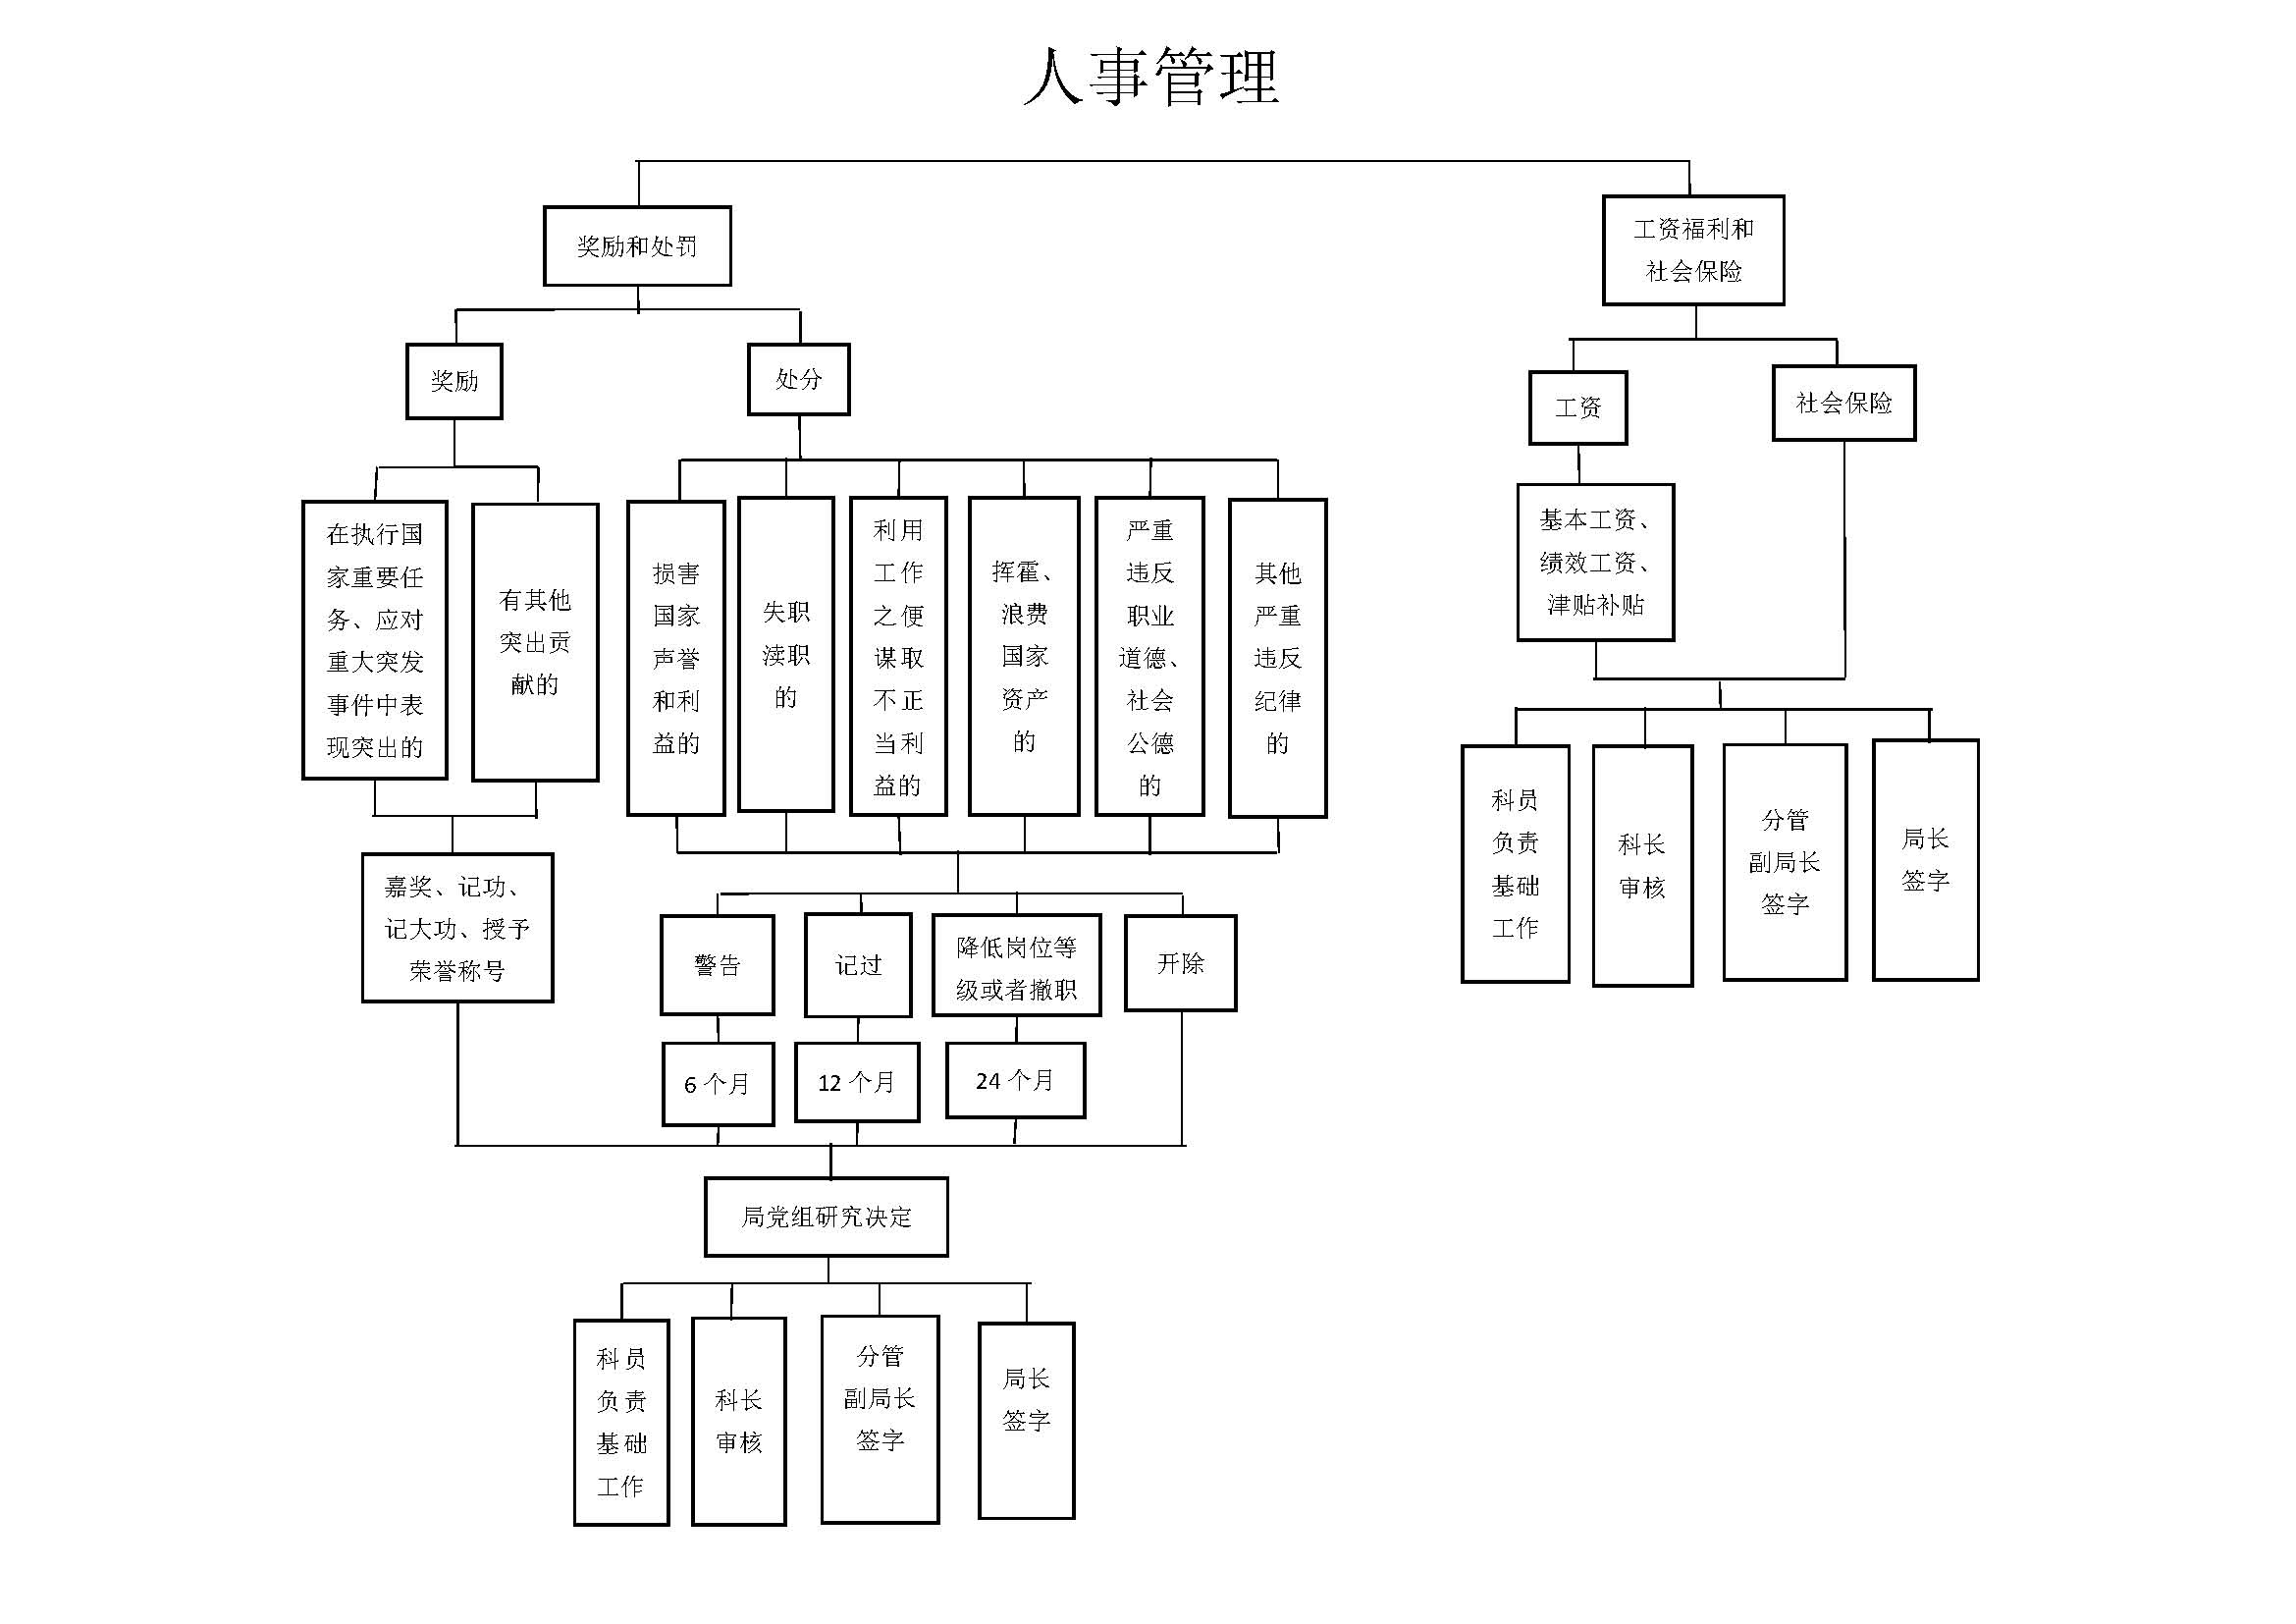 人事管理
奖励和处罚
工资福利和
社会保险
奖励
处分
工资
社会保险
在执行国
家重要任
务、应对
重大突发
事件中表
现突出的
有其他
突出贡
献的
损害
国家
声誉
和利
益的
失职
渎职
的
利用
工作
之便
谋取
不正
当利
益的
挥霍、
浪费
国家
资产
的
严重
违反
职业
道德、
社会
公德
的
其他
严重
违反
纪律
的
基本工资、
绩效工资、
津贴补贴
科员
负责
基础
工作
科长
审核
分管
副局长
签字
局长
签字
嘉奖、记功、
记大功、授予
荣誉称号
警告
记过
降低岗位等
级或者撤职
开除
6 个月
12 个月
24 个月
局党组研究决定
科员
负责
基础
工作
科长
审核
分管
副局长
签字
局长
签字